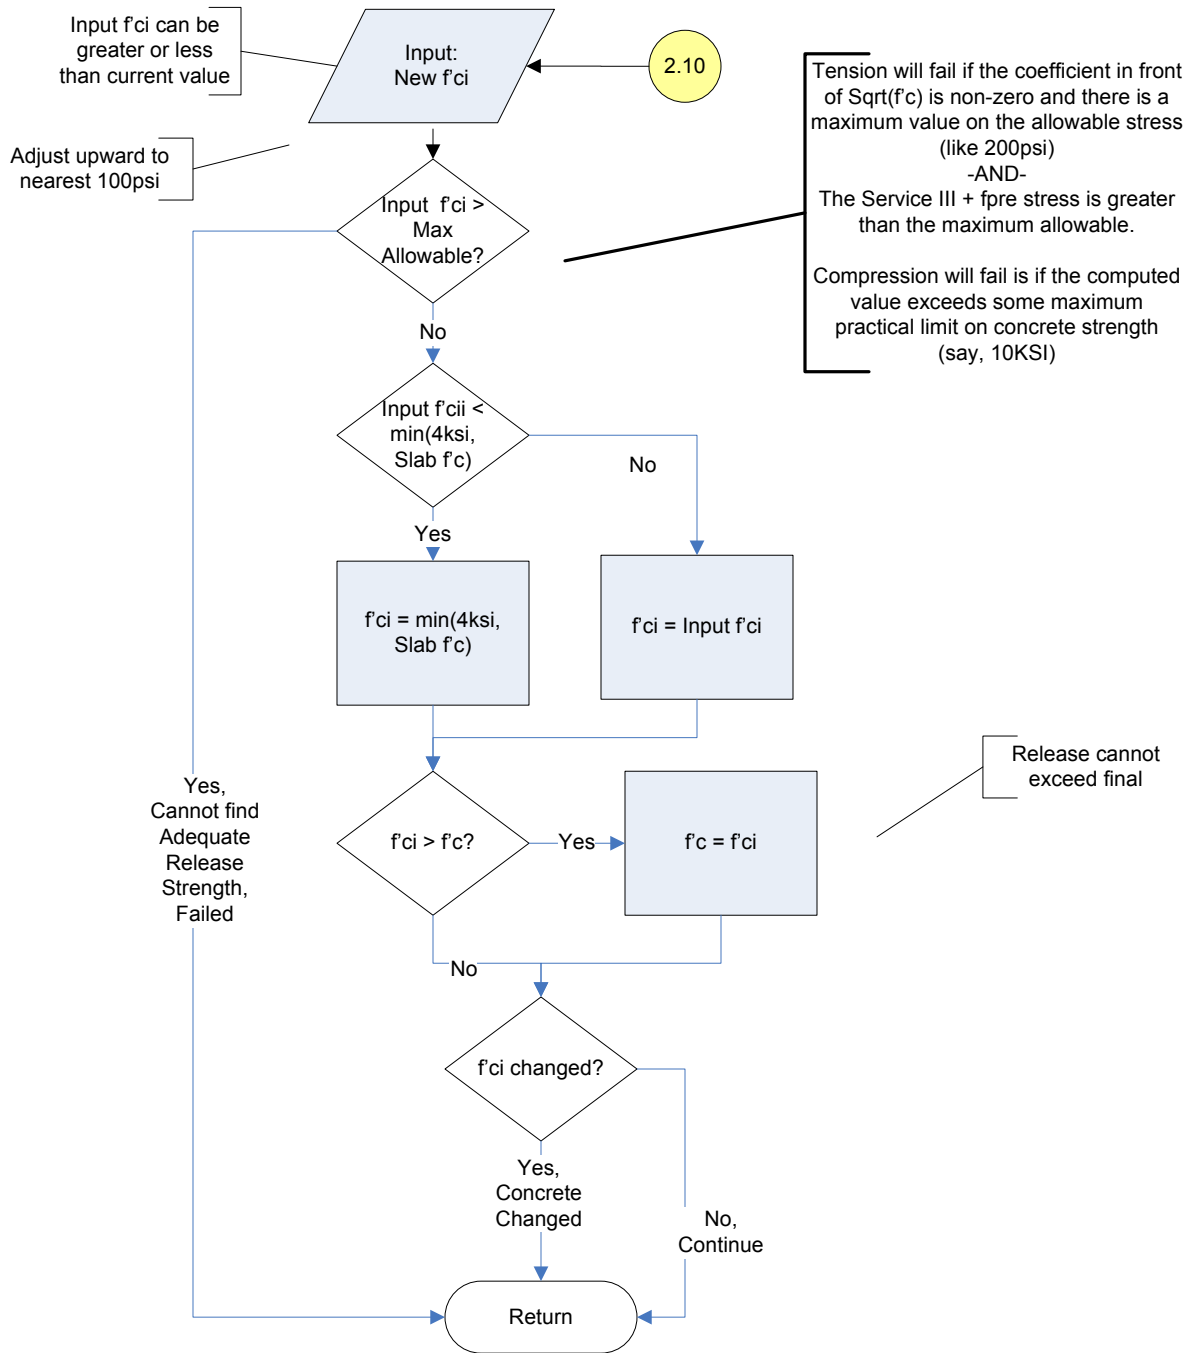 Input f'ci can be
greater or less
than current value
Input:
New f'ci
2.10
Tension will fail if the coefficient in front
of Sqrt(f'c) is non-zero and there is a
maximum value on the allowable stress
(like 200psi)
-AND-
The Service III + fpre stress is greater
than the maximum allowable.
Compression will fail is if the computed
value exceeds some maximum
practical limit on concrete strength
(say, 10KSI)
Adjust upward to
nearest 100psi
Input f'ci >
Max
Allowable?
No
Input f'cii <
min(4ksi,
Slab f'c)
No
Yes
f'ci = min(4ksi,
Slab f'c)
f'ci = Input f'ci
Release cannot
exceed final
Yes,
Cannot find
Adequate
Release
Strength,
Failed
f'ci > f'c?
Yes
f'c = f'ci
No
f'ci changed?
Yes,
Concrete
Changed
No,
Continue
Return